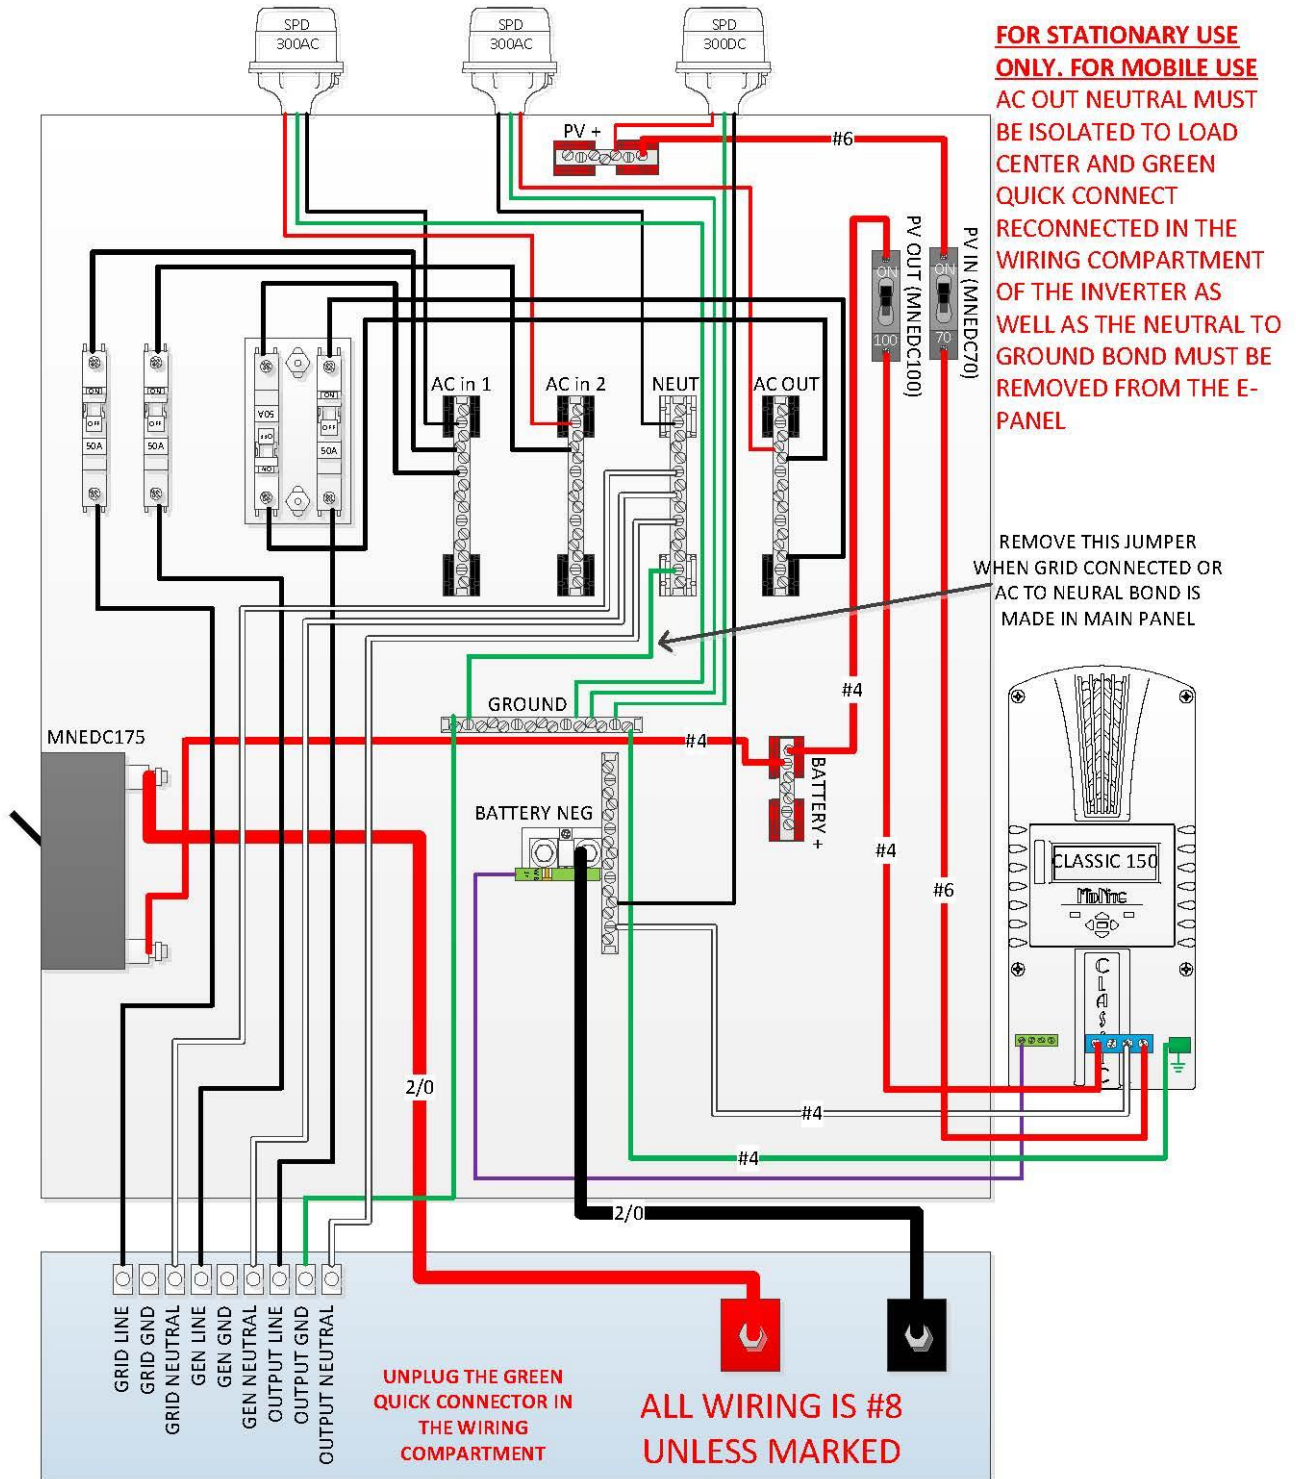 SPD
300AC
SPD
300AC
SPD
300DC
FOR STATIONARY USE
ONLY. FOR MOBILE USE
AC OUT NEUTRAL MUST
BE ISOLATED TO LOAD
CENTER AND GREEN
QUICK CONNECT
RECONNECTED IN THE
WIRING COMPARTMENT
OF THE INVERTER AS
WELL AS THE NEUTRAL TO
GROUND BOND MUST BE
REMOVED FROM THE E-
PANEL
PV +
#6
PV OUT (MNEDC100)
ON
100
PV IN (MNEDC70)
ON
70
ON
OFF
50A
ON
OFF
50A
50A
OFF
ON
ON
OFF
50A
AC in 1
AC in 2
NEUT
AC OUT
REMOVE THIS JUMPER
WHEN GRID CONNECTED OR
AC TO NEURAL BOND IS
MADE IN MAIN PANEL
#4
GROUND
MNEDC175
#4
BATTERY +
BATTERY NEG
#4
#6
CLASSIC 150
MidNite
CLASSIC
2/0
#4
#4
2/0
GRID LINE
GRID GND
GRID NEUTRAL
GEN LINE
GEN GND
GEN NEUTRAL
OUTPUT LINE
OUTPUT GND
OUTPUT NEUTRAL
UNPLUG THE GREEN
QUICK CONNECTOR IN
THE WIRING
COMPARTMENT
ALL WIRING IS #8
UNLESS MARKED